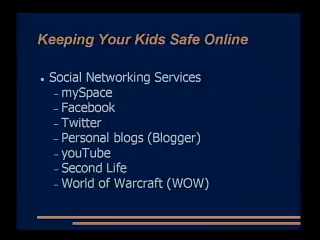 Keeping Your Kids Safe Online
• Social Networking Services
– mySpace
– Facebook
– Twitter
– Personal blogs (Blogger)
– youTube
– Second Life
– World of Warcraft (WOW)